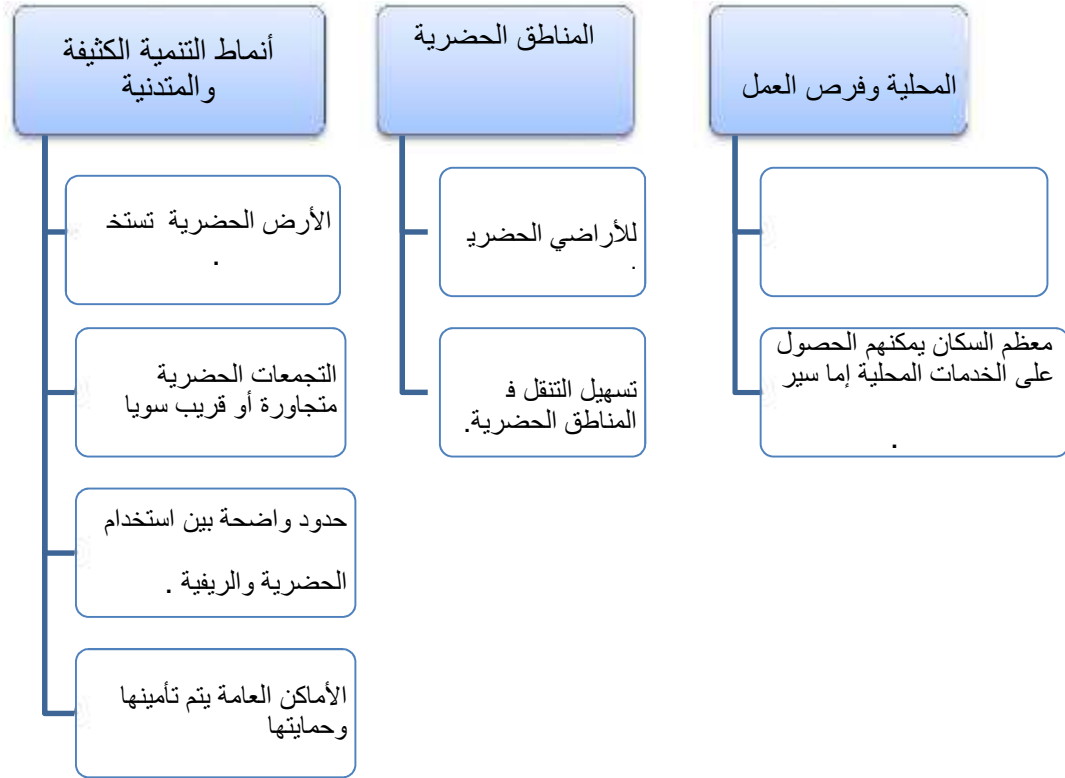 أنماط التنمية الكثيفة
والمتدنية
الأرض الحضرية تستخ
.
التجمعات الحضرية
متجاورة أو قريب سويا
حدود واضحة بين استخدام
الحضرية والريفية .
الأماكن العامة يتم تأمينها
وحمايتها
المناطق الحضرية
للأراضي الحضري
.
تسهيل التنقل ف
المناطق الحضرية.
المحلية وفرص العمل
معظم السكان يمكنهم الحصول
على الخدمات المحلية إما سير
.